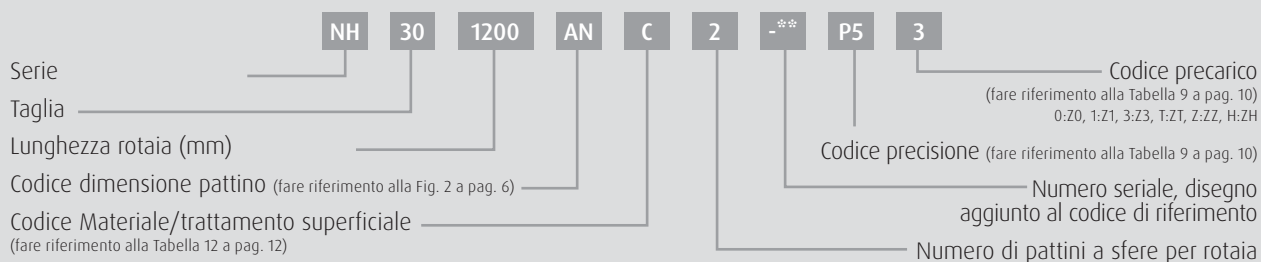 NH 30 1200 AN C 2 -** P5 3
Serie
Taglia
Lunghezza rotaia (mm)
Codice dimensione pattino (fare riferimento alla Fig. 2 a pag. 6)
Codice Materiale/trattamento superficiale
(fare riferimento alla Tabella 12 a pag. 12)
Codice precarico
(fare riferimento alla Tabella 9 a pag. 10)
0:Z0, 1:Z1, 3:Z3, T:ZT, Z:ZZ, H:ZH
Codice precisione (fare riferimento alla Tabella 9 a pag. 10)
Numero seriale, disegno
aggiunto al codice di riferimento
Numero di pattini a sfere per rotaia